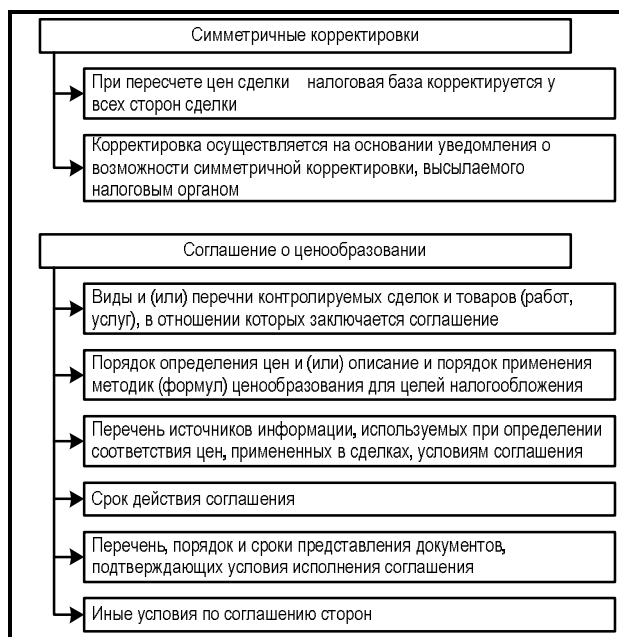 Симметричные корректировки
При пересчете цен сделки налоговая база корректируется у
всех сторон сделки
Корректировка осуществляется на основании уведомления о
возможности симметричной корректировки, высылаемого
налоговым органом
Соглашение о ценообразовании
Виды и (или) перечни контролируемых сделок и товаров (работ,
услуг), в отношении которых заключается соглашение
Порядок определения цен и (или) описание и порядок применения
методик (формул) ценообразования для целей налогообложения
Перечень источников информации, используемых при определении
соответствия цен, примененных в сделках, условиям соглашения
Срок действия соглашения
Перечень, порядок и сроки представления документов,
подтверждающих условия исполнения соглашения
Иные условия по соглашению сторон